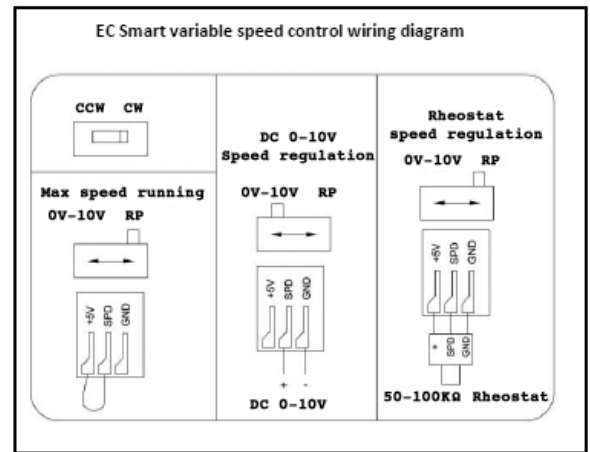 EC Smart variable speed control wiring diagram
CCW CW
Max speed running
0V-10V RP
+5V SPD GND
DC 0-10V
Speed regulation
0V-10V RP
+5V SPD GND
+ -
DC 0-10V
Rheostat
speed regulation
0V-10V RP
+5V SPD GND
+ SPD GND
50-100KΩ Rheostat